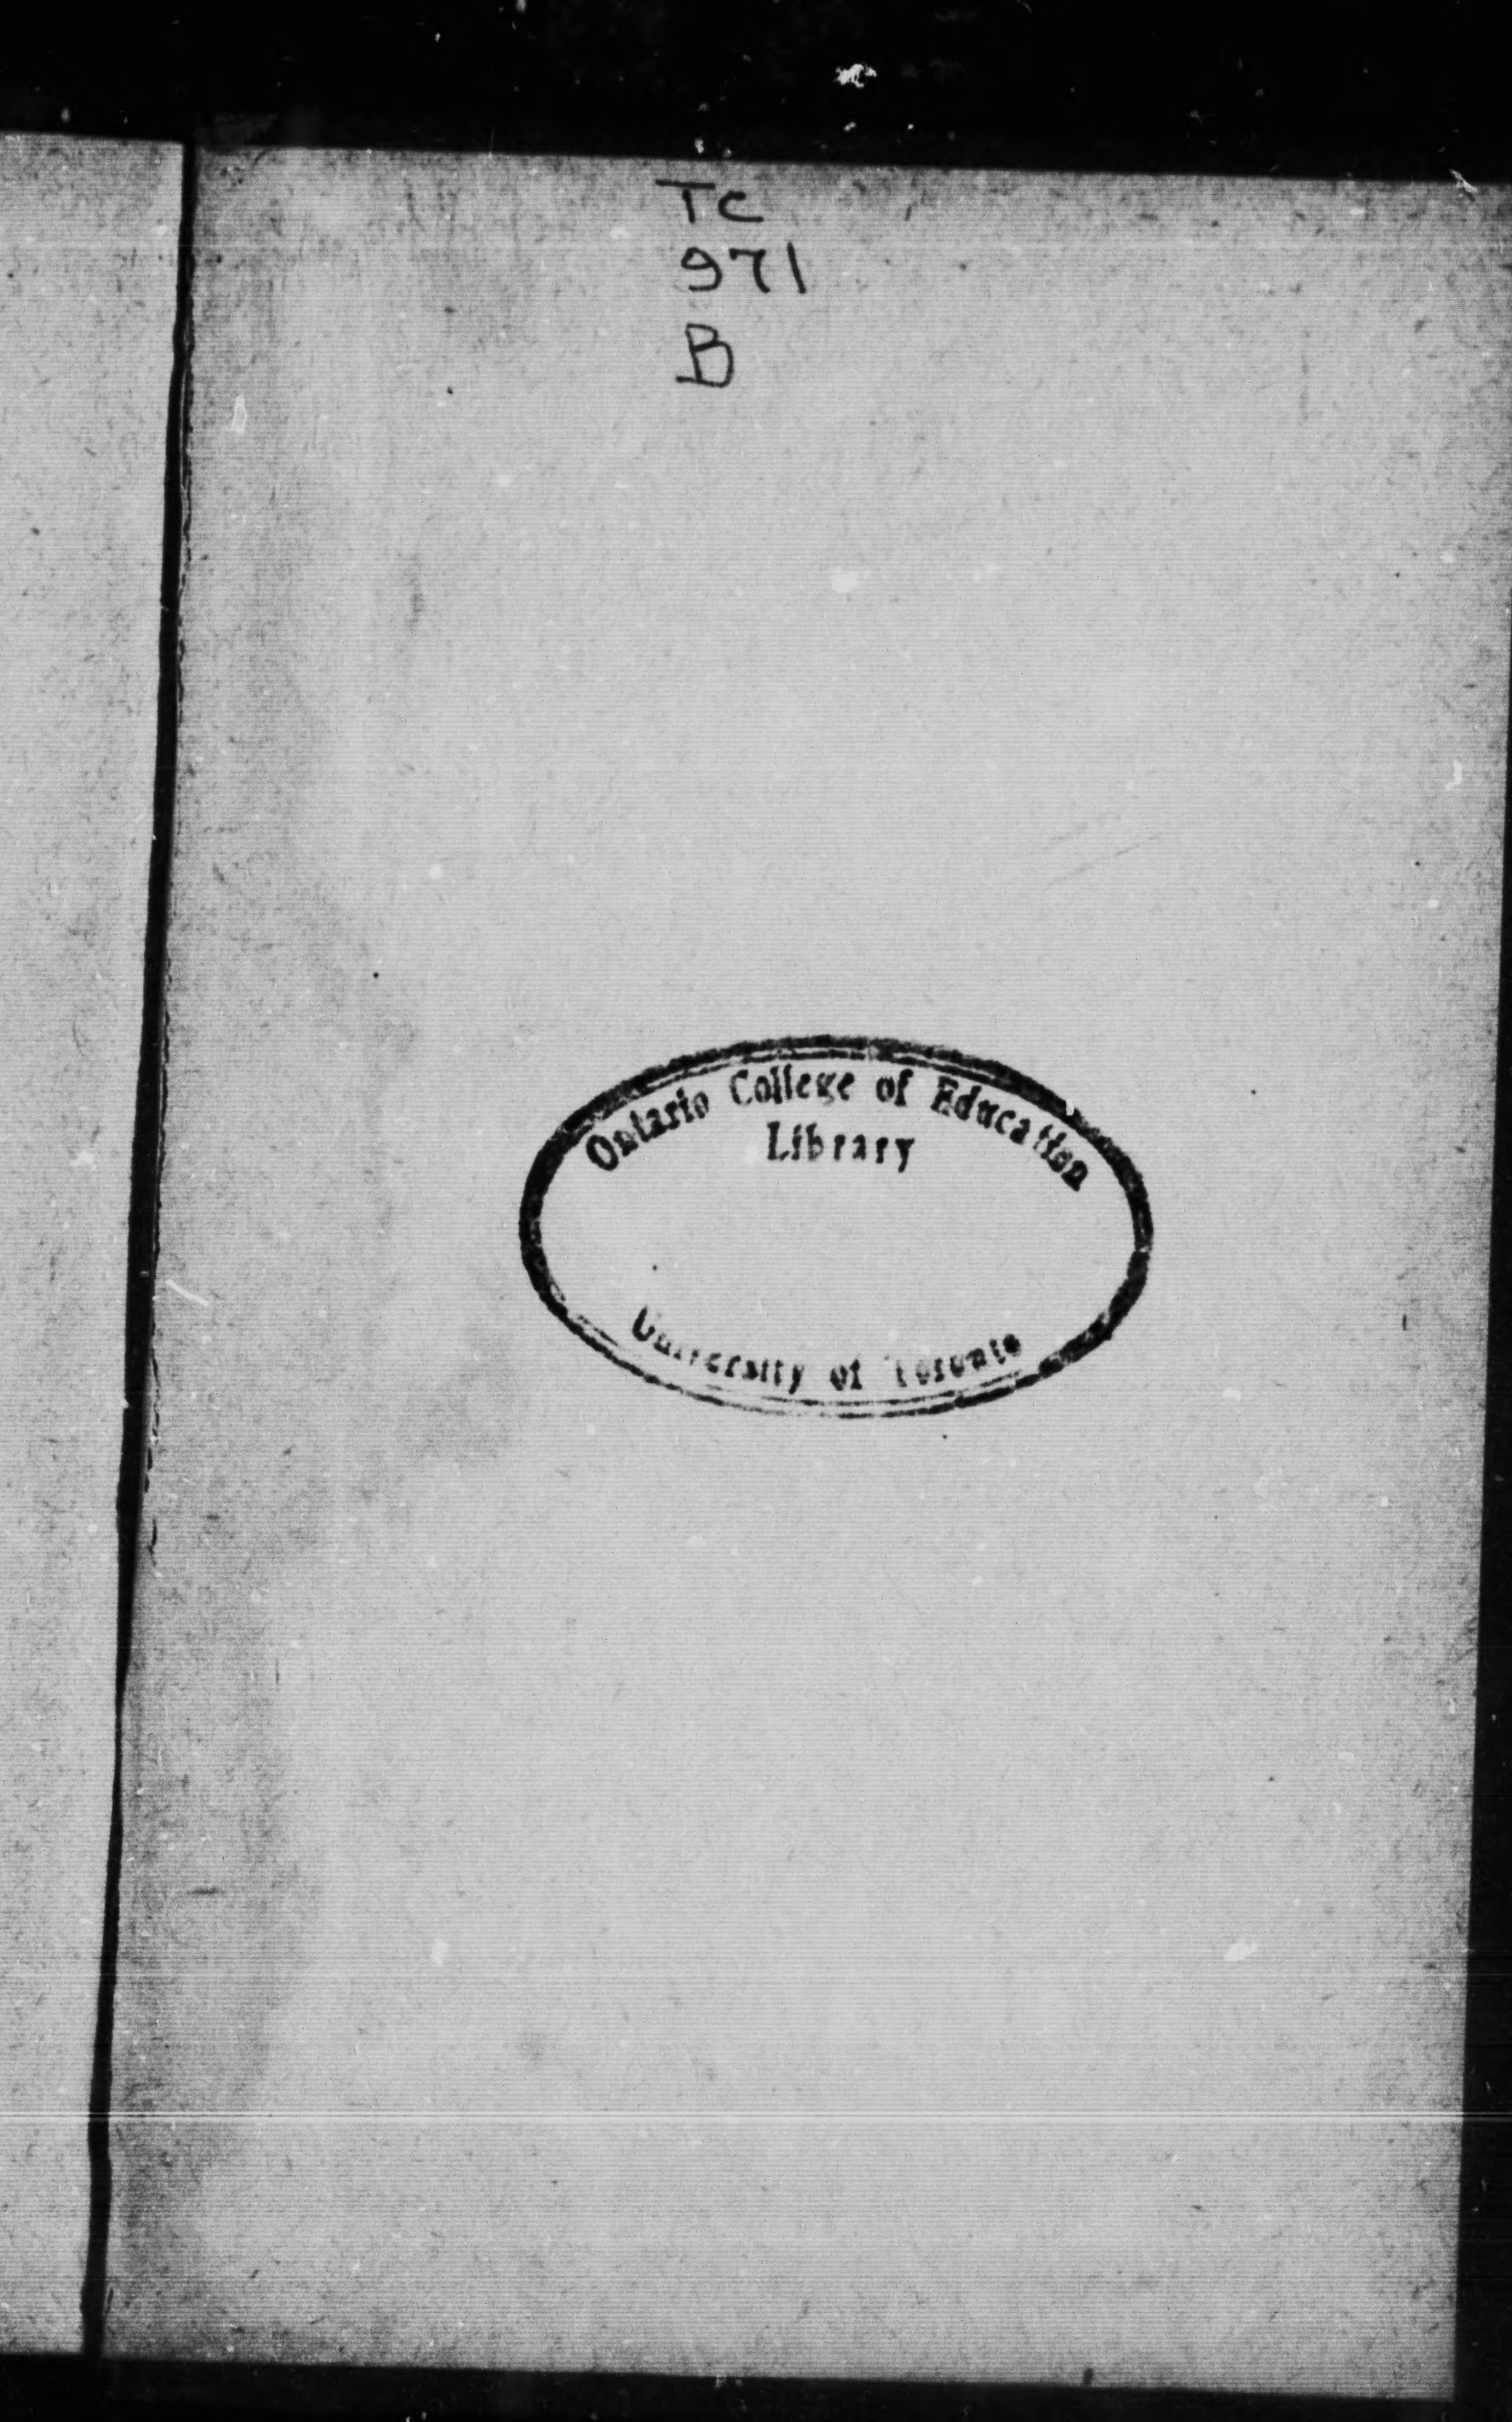 TC
971
B
Ontario College of Education
Library
University of Toronto